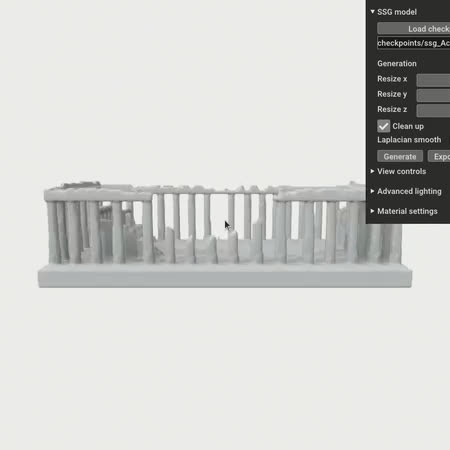 SSG model
Load check
checkpoints/ssg_Ac
Generation
Resize x
Resize y
Resize z
Clean up
Laplacian smooth
Generate Expo
View controls
Advanced lighting
Material settings